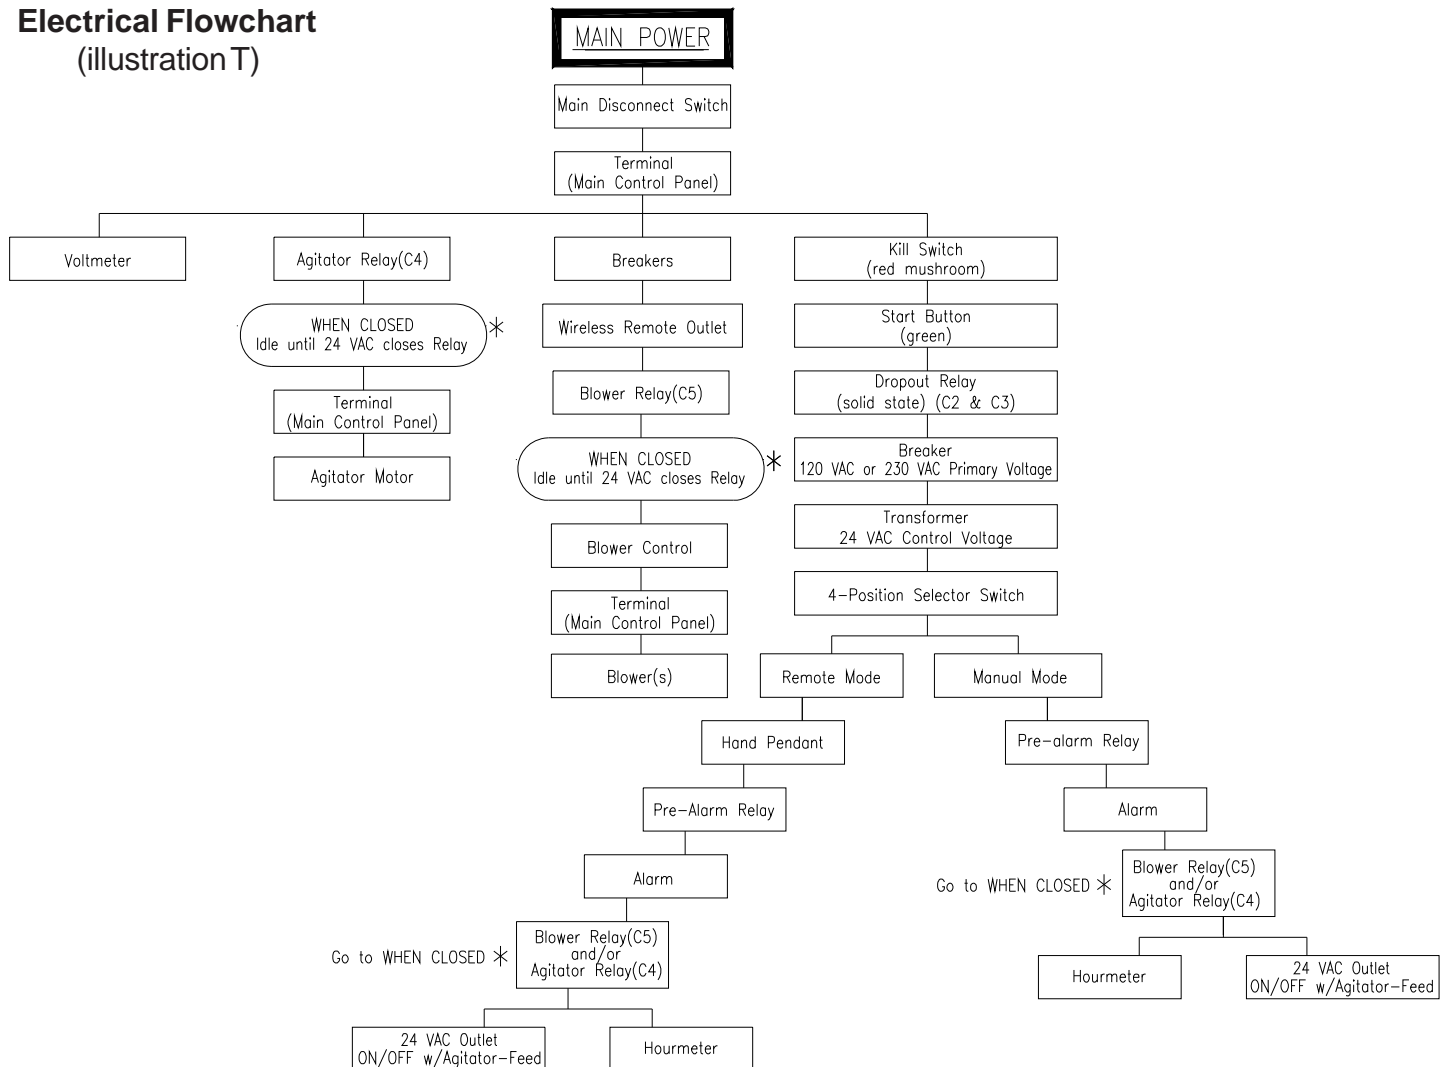 Electrical Flowchart
(illustration T)
MAIN POWER
Main Disconnect Switch
Terminal
(Main Control Panel)
Voltmeter
Agitator Relay(C4)
Breakers
Kill Switch
(red mushroom)
WHEN CLOSED
Idle until 24 VAC closes Relay
Wireless Remote Outlet
Start Button
(green)
Terminal
(Main Control Panel)
Blower Relay(C5)
Dropout Relay
(solid state) (C2 & C3)
Agitator Motor
WHEN CLOSED
Idle until 24 VAC closes Relay
Breaker
120 VAC or 230 VAC Primary Voltage
Blower Control
Transformer
24 VAC Control Voltage
Terminal
(Main Control Panel)
4-Position Selector Switch
Blower(s)
Remote Mode
Manual Mode
Hand Pendant
Pre-alarm Relay
Pre-Alarm Relay
Alarm
Alarm
Go to WHEN CLOSED
Blower Relay(C5)
and/or
Agitator Relay(C4)
Go to WHEN CLOSED
Blower Relay(C5)
and/or
Agitator Relay(C4)
Hourmeter
24 VAC Outlet
ON/OFF w/Agitator-Feed
24 VAC Outlet
ON/OFF w/Agitator-Feed
Hourmeter